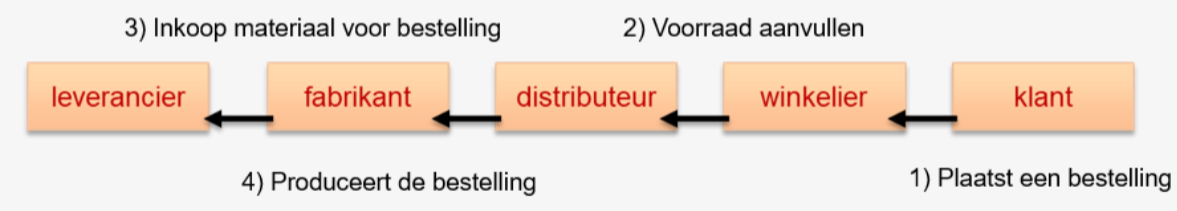 3) Inkoop materiaal voor bestelling
2) Voorraad aanvullen
leverancier
fabrikant
distributeur
winkelier
klant
4) Produceert de bestelling
1) Plaatst een bestelling